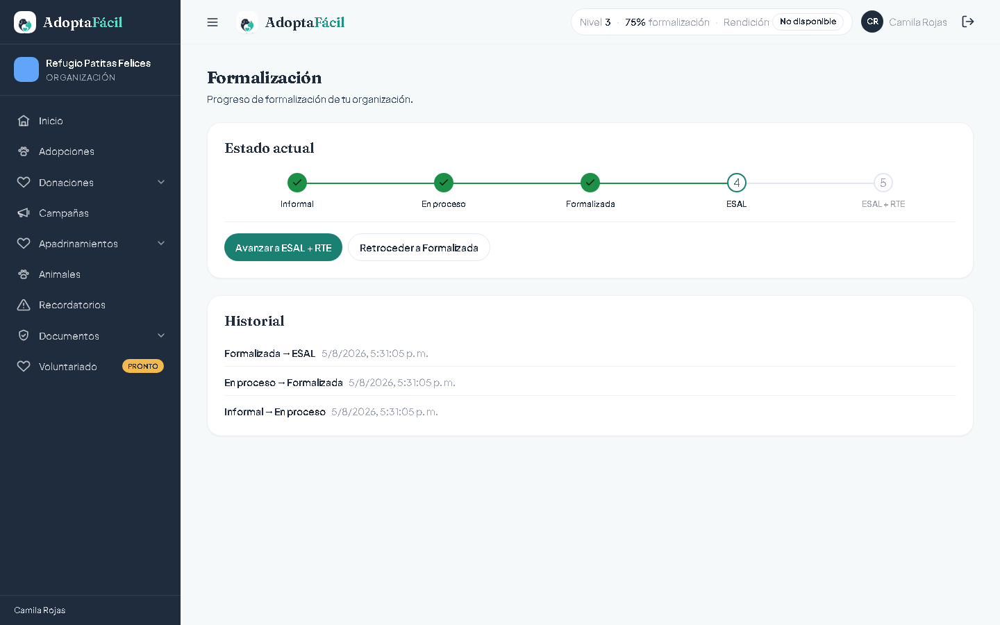 AdoptaFácil
Refugio Patitas Felices
ORGANIZACIÓN
Inicio
Adopciones
Donaciones
Campañas
Apadrinamientos
Animales
Recordatorios
Documentos
Voluntariado PRONTO
Camila Rojas
AdoptaFácil
Nivel 3 · 75% formalización · Rendición No disponible
CR Camila Rojas
Formalización
Progreso de formalización de tu organización.
Estado actual
4 5
Informal En proceso Formalizada ESAL ESAL + RTE
Avanzar a ESAL + RTE Retroceder a Formalizada
Historial
Formalizada → ESAL 5/8/2026, 5:31:05 p. m.
En proceso → Formalizada 5/8/2026, 5:31:05 p. m.
Informal → En proceso 5/8/2026, 5:31:05 p. m.